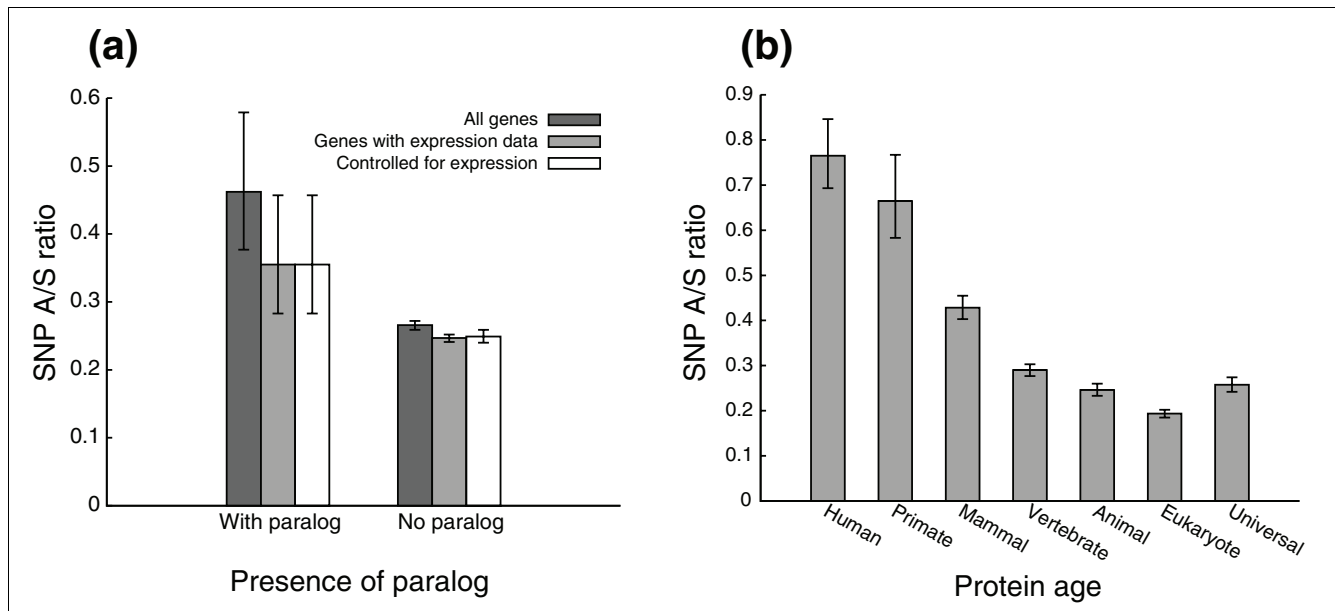 (a)
SNP A/S ratio
0.6
0.5
0.4
0.3
0.2
0.1
0
All genes
Genes with expression data
Controlled for expression
With paralog
No paralog
Presence of paralog
(b)
SNP A/S ratio
0.9
0.8
0.7
0.6
0.5
0.4
0.3
0.2
0.1
0
Human
Primate
Mammal
Vertebrate
Animal
Eukaryote
Universal
Protein age